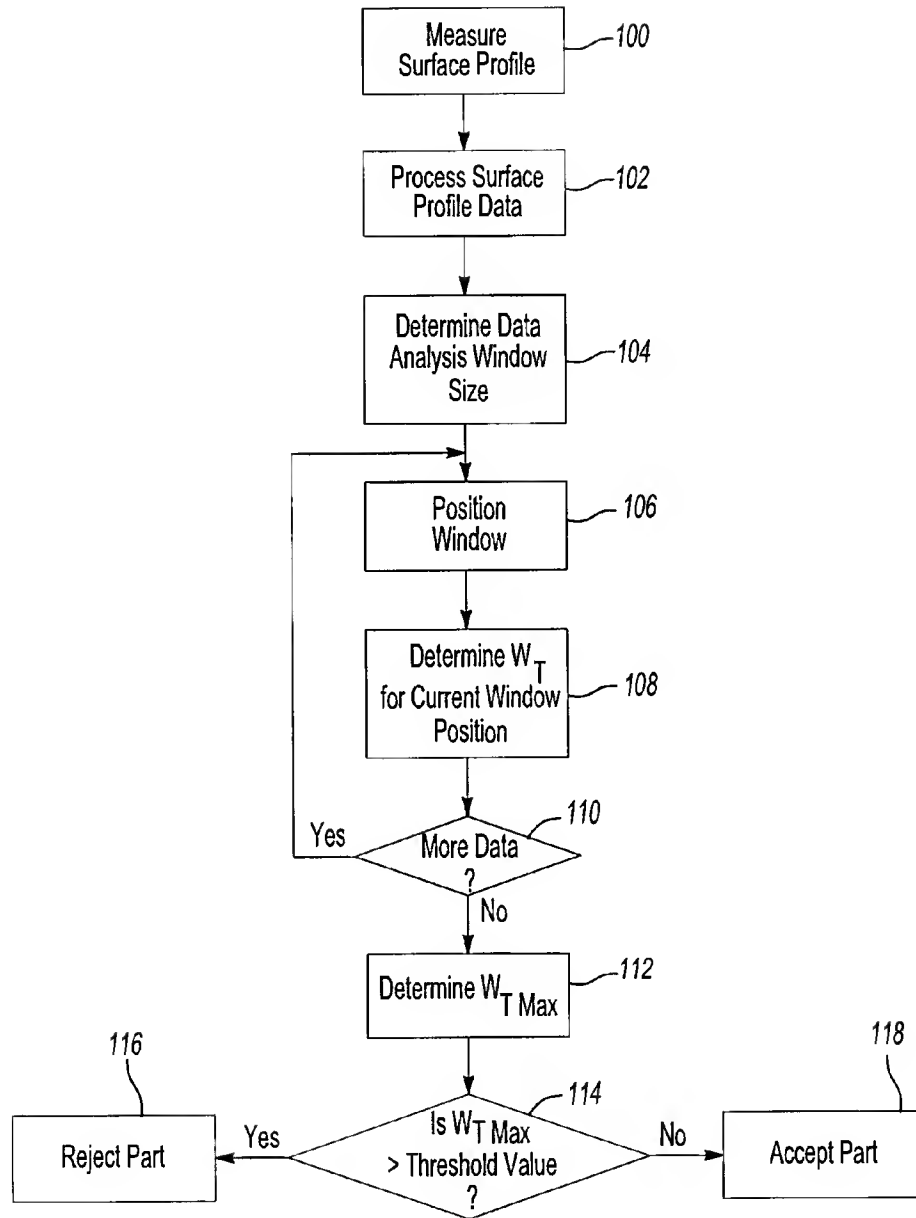 Measure
Surface Profile
100
Process Surface
Profile Data
102
Determine Data
Analysis Window
Size
104
Position
Window
106
Determine W_T
for Current Window
Position
108
More Data
?
110
Yes
No
Determine W_T Max
112
Is W_T Max
> Threshold Value
?
114
Yes
No
Reject Part
116
Accept Part
118